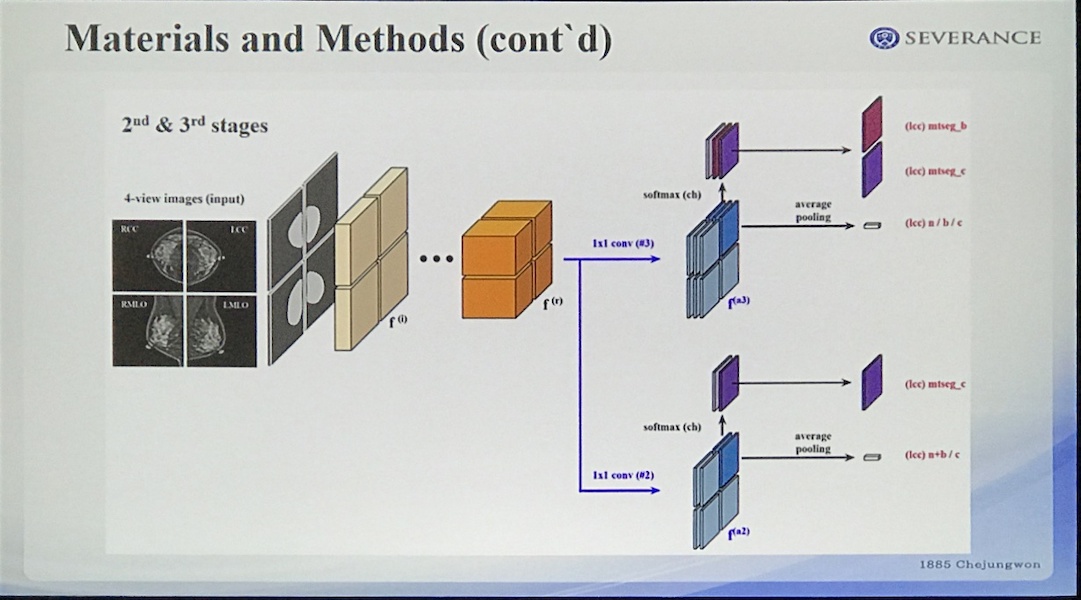 Materials and Methods (cont`d)
SEVERANCE
2nd & 3rd stages
4-view images (input)
RCC
LCC
RMLO
LMLO
f (i)
f (r)
1x1 conv (#3)
1x1 conv (#2)
softmax (ch)
average
pooling
(lcc) mtseg_b
(lcc) mtseg_c
(lcc) n / b / c
f(a3)
softmax (ch)
average
pooling
(lcc) mtseg_c
(lcc) n+b / c
f(a2)
1885 Chejungwon